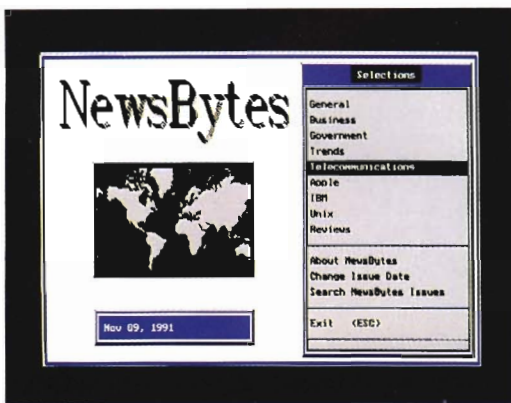 NewsBytes
Nov 09, 1991
Selections
General
Business
Government
Trends
Telecommunications
Apple
IBM
Unix
Reviews
About NewsBytes
Change Issue Date
Search NewsBytes Issues
Exit <ESC>